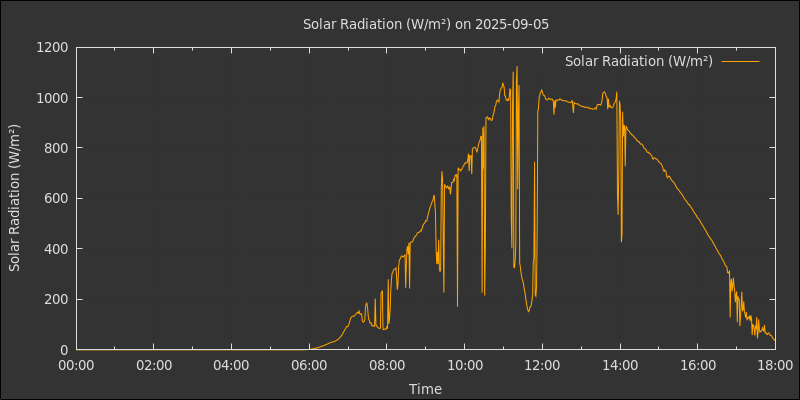 Solar Radiation (W/m²) on 2025-09-05
Solar Radiation (W/m²)
1200
1000
800
600
400
200
0
Solar Radiation (W/m²)
00:00 02:00 04:00 06:00 08:00 10:00 12:00 14:00 16:00 18:00
Time